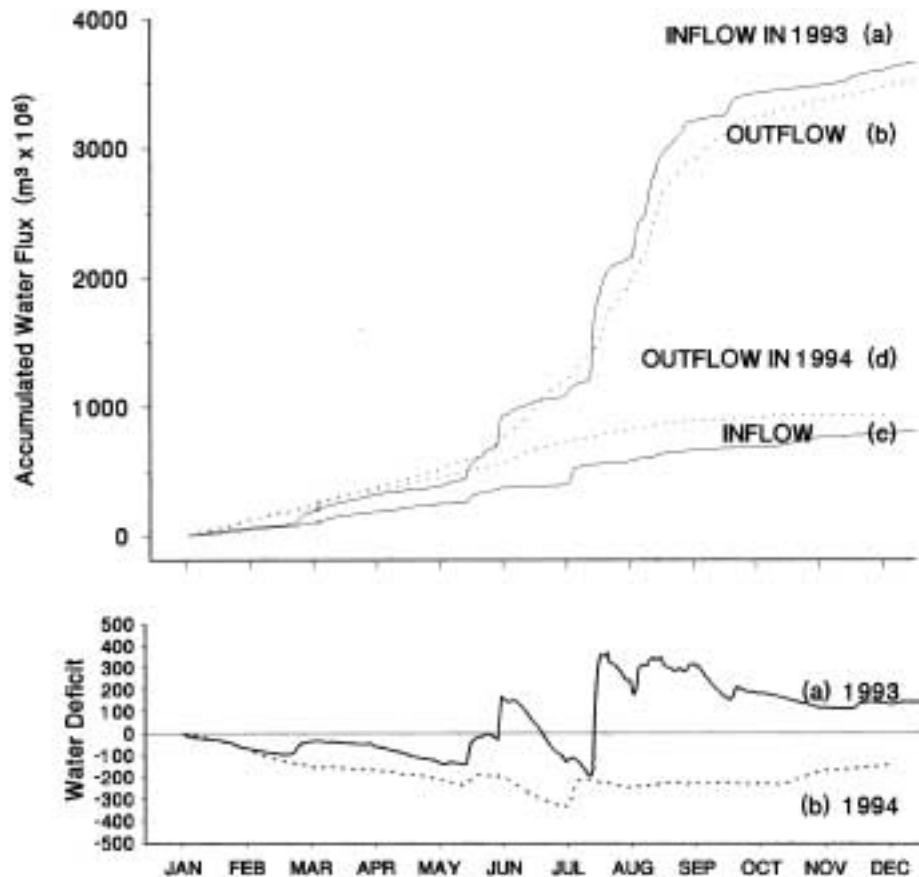 4000
3000
2000
1000
0
Accumulated Water Flux (m³ x 10⁶)
INFLOW IN 1993 (a)
OUTFLOW (b)
OUTFLOW IN 1994 (d)
INFLOW (c)
500
400
300
200
100
0
-100
-200
-300
-400
-500
Water Deficit
(a) 1993
(b) 1994
JAN FEB MAR APR MAY JUN JUL AUG SEP OCT NOV DEC